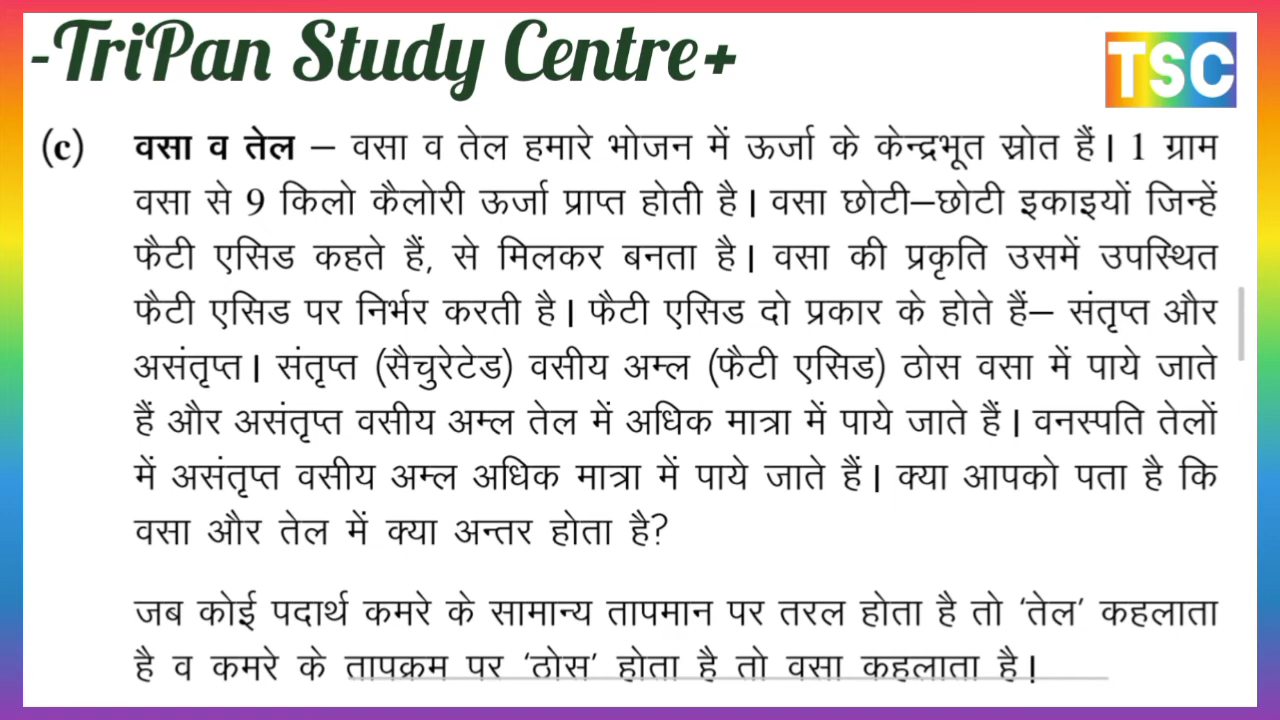 -TriPan Study Centre+
TSC
(c) वसा व तेल – वसा व तेल हमारे भोजन में ऊर्जा के केन्द्रभूत स्रोत हैं। 1 ग्राम
वसा से 9 किलो कैलोरी ऊर्जा प्राप्त होती है। वसा छोटी–छोटी इकाइयों जिन्हें
फैटी एसिड कहते हैं, से मिलकर बनता है। वसा की प्रकृति उसमें उपस्थित
फैटी एसिड पर निर्भर करती है। फैटी एसिड दो प्रकार के होते हैं– संतृप्त और
असंतृप्त। संतृप्त (सैचुरेटेड) वसीय अम्ल (फैटी एसिड) ठोस वसा में पाये जाते
हैं और असंतृप्त वसीय अम्ल तेल में अधिक मात्रा में पाये जाते हैं। वनस्पति तेलों
में असंतृप्त वसीय अम्ल अधिक मात्रा में पाये जाते हैं। क्या आपको पता है कि
वसा और तेल में क्या अन्तर होता है?
जब कोई पदार्थ कमरे के सामान्य तापमान पर तरल होता है तो ‘तेल’ कहलाता
है व कमरे के तापक्रम पर ‘ठोस’ होता है तो वसा कहलाता है।